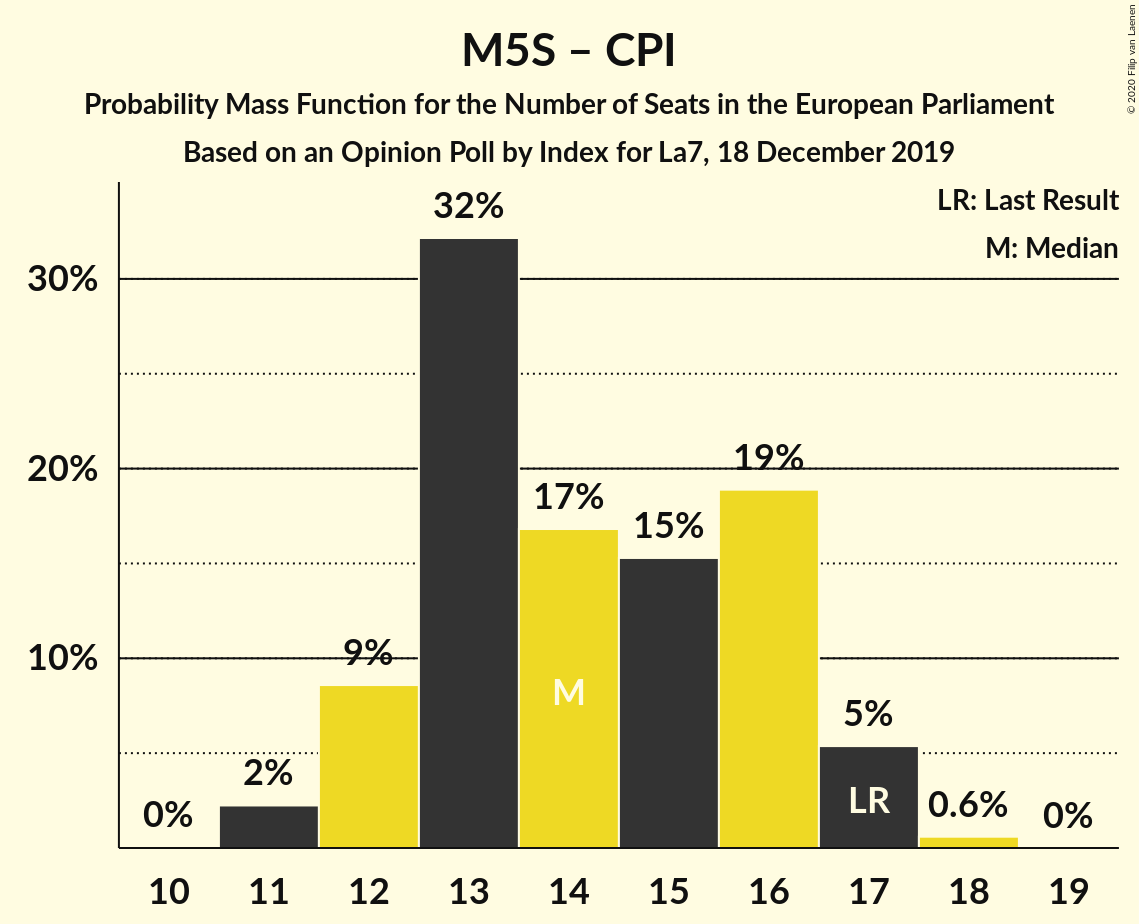 M5S – CPI
Probability Mass Function for the Number of Seats in the European Parliament
Based on an Opinion Poll by Index for La7, 18 December 2019
© 2020 Filip van Laenen
LR: Last Result
M: Median
30%
20%
10%
0%
2%
9%
32%
17%
15%
19%
5%
0.6%
0%
M
LR
10 11 12 13 14 15 16 17 18 19